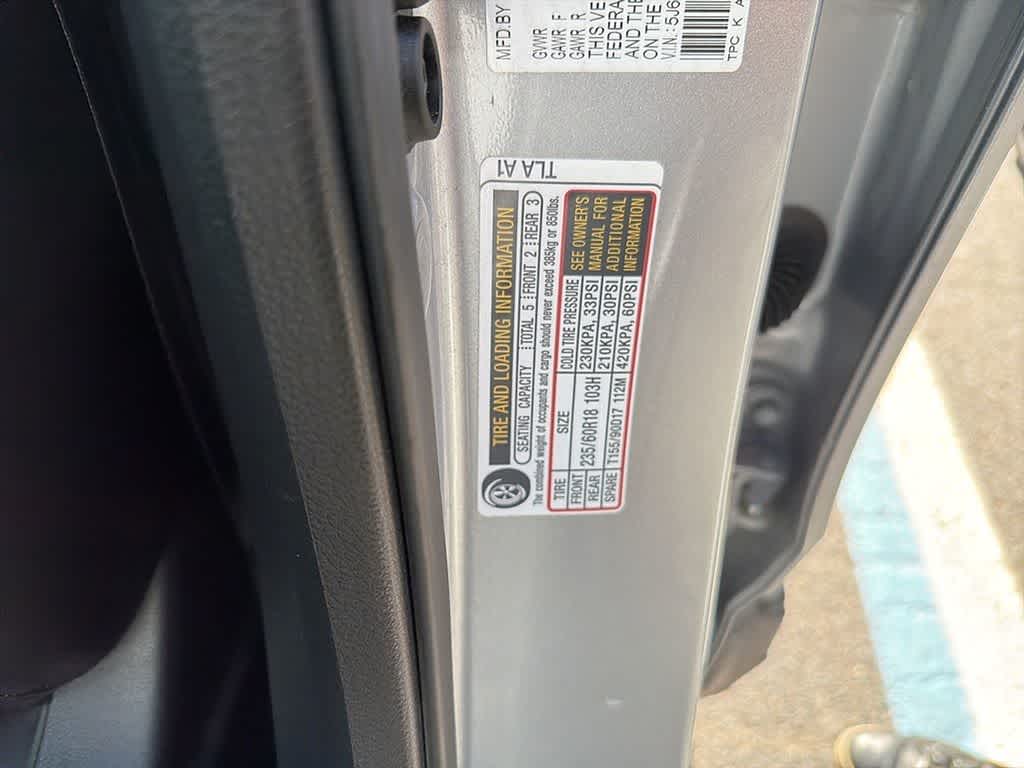 MFD.BY
GVWR
GAWR F
GAWR R
THIS VE
FEDERA
AND THE
ON THE
V.I.N.: 5J6
TPC K A
TLA A1
TIRE AND LOADING INFORMATION
SEATING CAPACITY TOTAL 5 FRONT 2 REAR 3
The combined weight of occupants and cargo should never exceed 385kg or 850lbs.
TIRE SIZE COLD TIRE PRESSURE
FRONT 235/60R18 103H 230KPA, 33PSI
REAR 210KPA, 30PSI
SPARE T155/90D17 112M 420KPA, 60PSI
SEE OWNER'S
MANUAL FOR
ADDITIONAL
INFORMATION